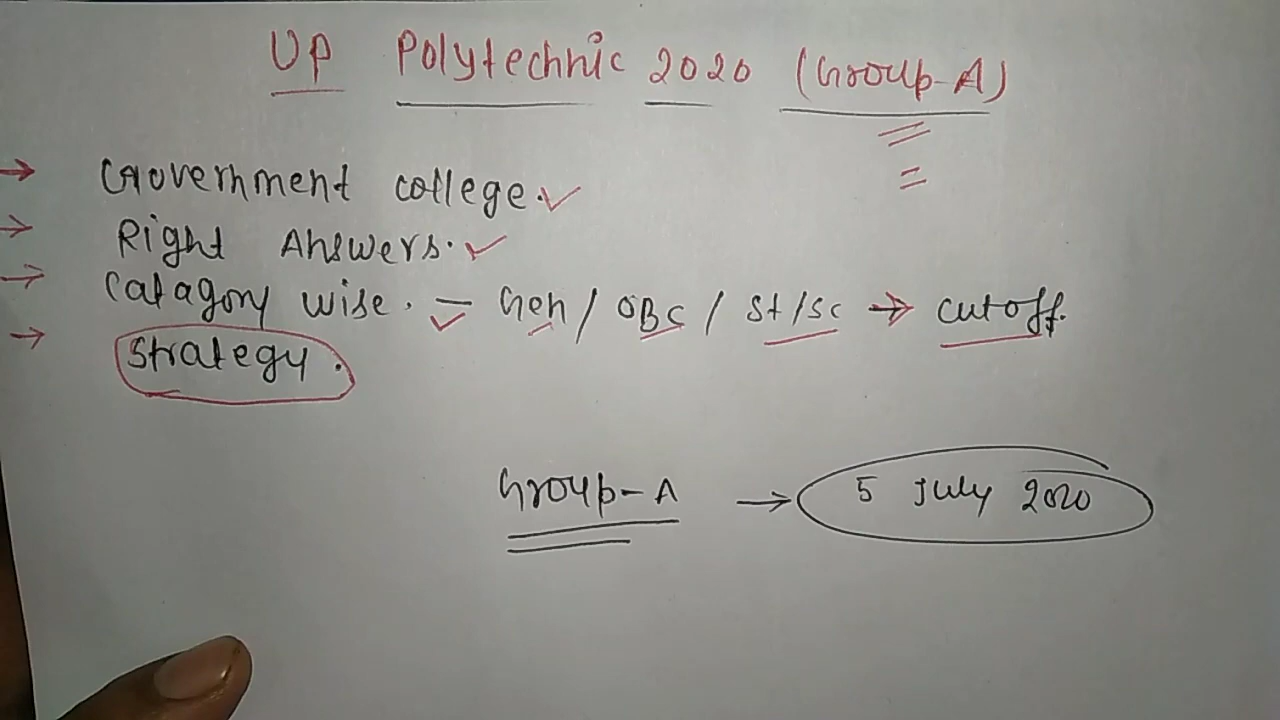 UP Polytechnic 2020 (Group-A)
→ Government college.✓
→ Right Answers.✓
→ Catagory wise. ✓ — Gen / OBC / St/Sc → cutoff.
→ Strategy.
Group-A → 5 July 2020